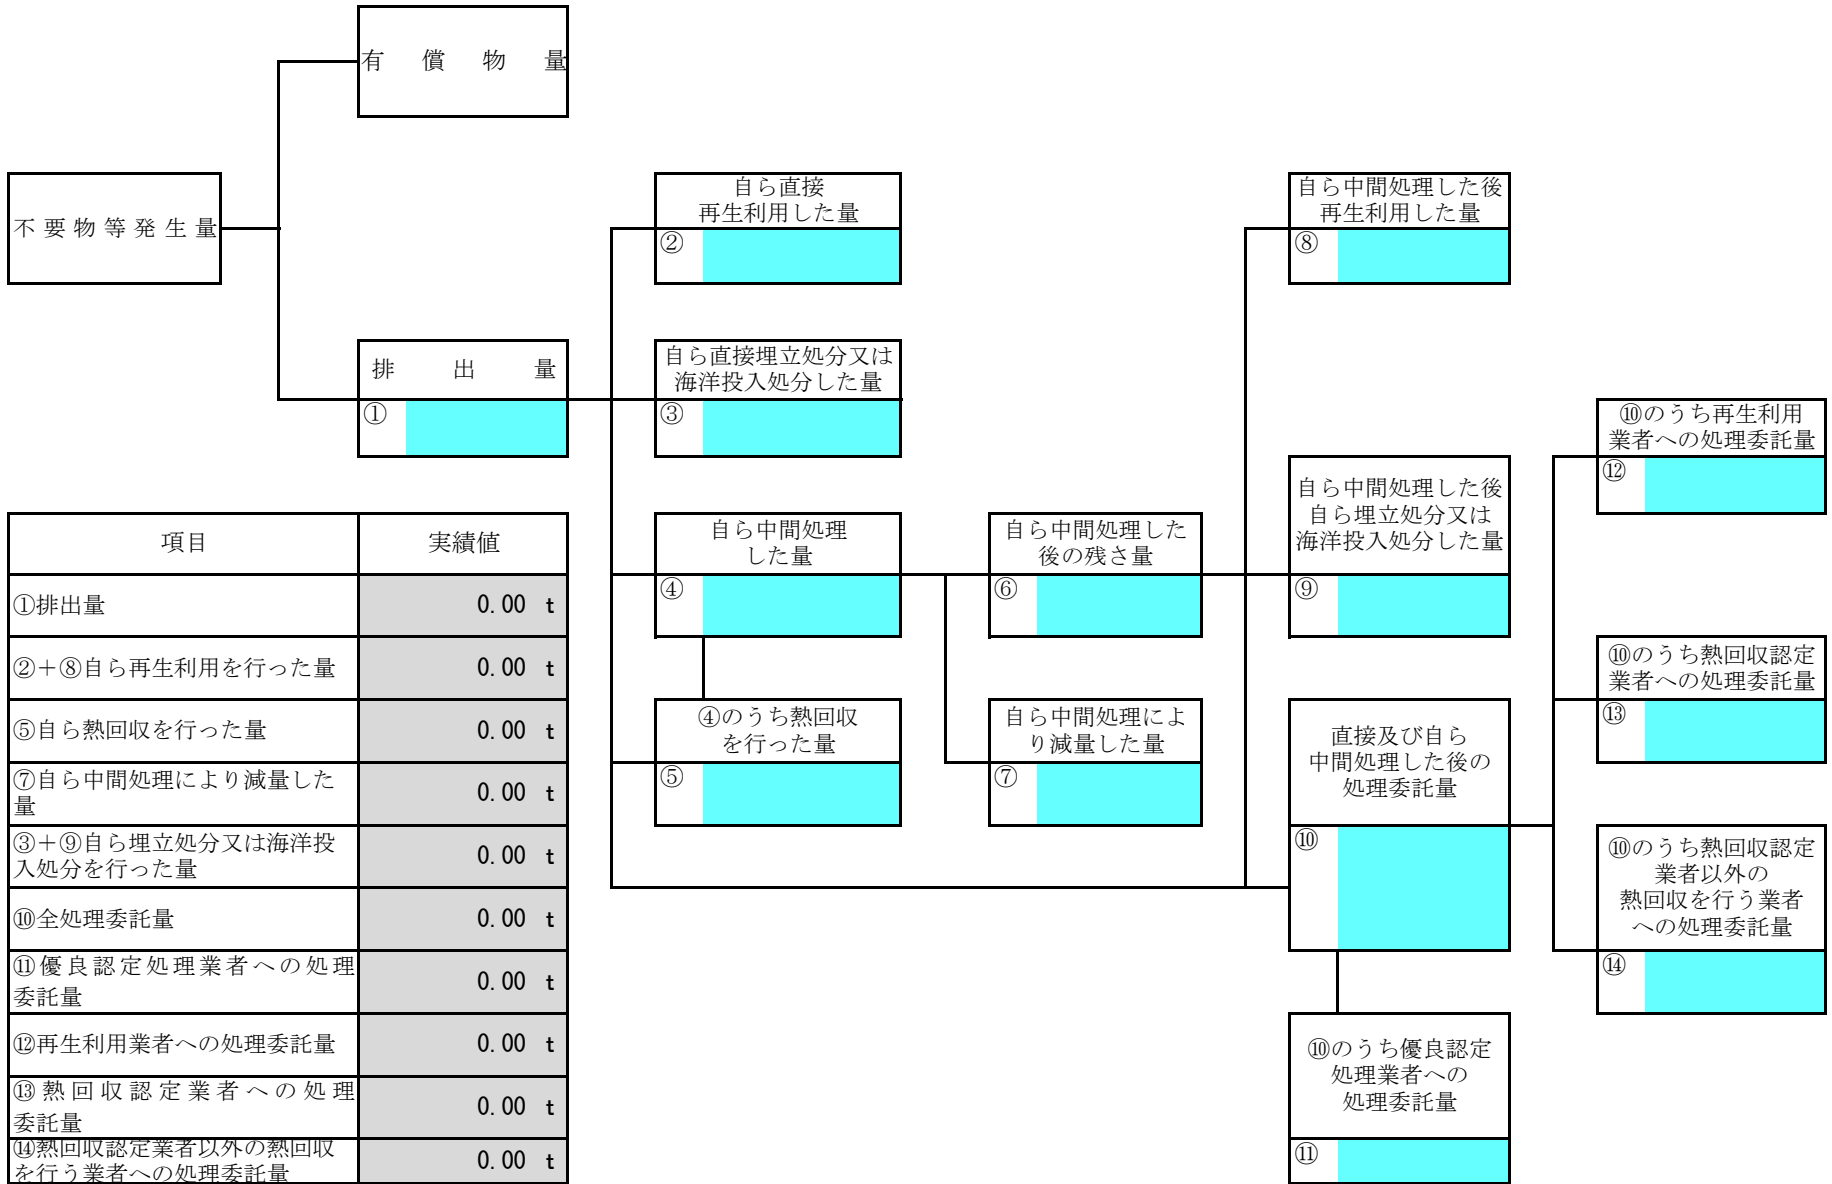 有償物量
不要物等発生量
自ら直接
再生利用した量
②
自ら中間処理した後
再生利用した量
⑧
排出量
①
自ら直接埋立処分又は
海洋投入処分した量
③
⑩のうち再生利用
業者への処理委託量
⑫
自ら中間処理
した量
④
自ら中間処理した
後の残さ量
⑥
自ら中間処理した後
自ら埋立処分又は
海洋投入処分した量
⑨
⑩のうち熱回収認定
業者への処理委託量
⑬
④のうち熱回収
を行った量
⑤
自ら中間処理によ
り減量した量
⑦
直接及び自ら
中間処理した後の
処理委託量
⑩
⑩のうち熱回収認定
業者以外の
熱回収を行う業者
への処理委託量
⑭
⑩のうち優良認定
処理業者への
処理委託量
⑪
項目 実績値
①排出量 0.00 t
②+⑧自ら再生利用を行った量 0.00 t
⑤自ら熱回収を行った量 0.00 t
⑦自ら中間処理により減量した
量 0.00 t
③+⑨自ら埋立処分又は海洋投
入処分を行った量 0.00 t
⑩全処理委託量 0.00 t
⑪優良認定処理業者への処理
委託量 0.00 t
⑫再生利用業者への処理委託量 0.00 t
⑬熱回収認定業者への処理
委託量 0.00 t
⑭熱回収認定業者以外の熱回収
を行う業者への処理委託量 0.00 t